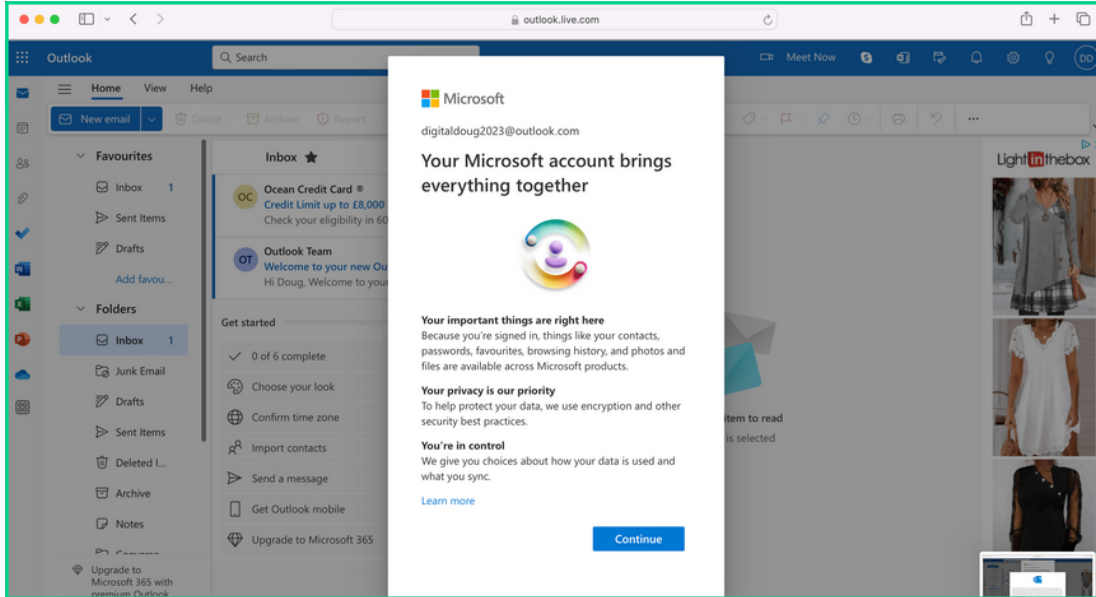 outlook.live.com
Outlook
Search
Meet Now
DD
Home View Help
New email
Delete
Archive
Report
...
Favourites
Inbox 1
Sent Items
Drafts
Add favou...
Folders
Inbox 1
Junk Email
Drafts
Sent Items
Deleted I...
Archive
Notes
Upgrade to
Microsoft 365 with
premium Outlook
Inbox
OC
Ocean Credit Card ®
Credit Limit up to £8,000
Check your eligibility in 60
OT
Outlook Team
Welcome to your new Ou
Hi Doug, Welcome to your
Get started
0 of 6 complete
Choose your look
Confirm time zone
Import contacts
Send a message
Get Outlook mobile
Upgrade to Microsoft 365
Microsoft
digitaldoug2023@outlook.com
Your Microsoft account brings
everything together
Your important things are right here
Because you're signed in, things like your contacts,
passwords, favourites, browsing history, and photos and
files are available across Microsoft products.
Your privacy is our priority
To help protect your data, we use encryption and other
security best practices.
You're in control
We give you choices about how your data is used and
what you sync.
Learn more
Continue
item to read
is selected
Light in thebox